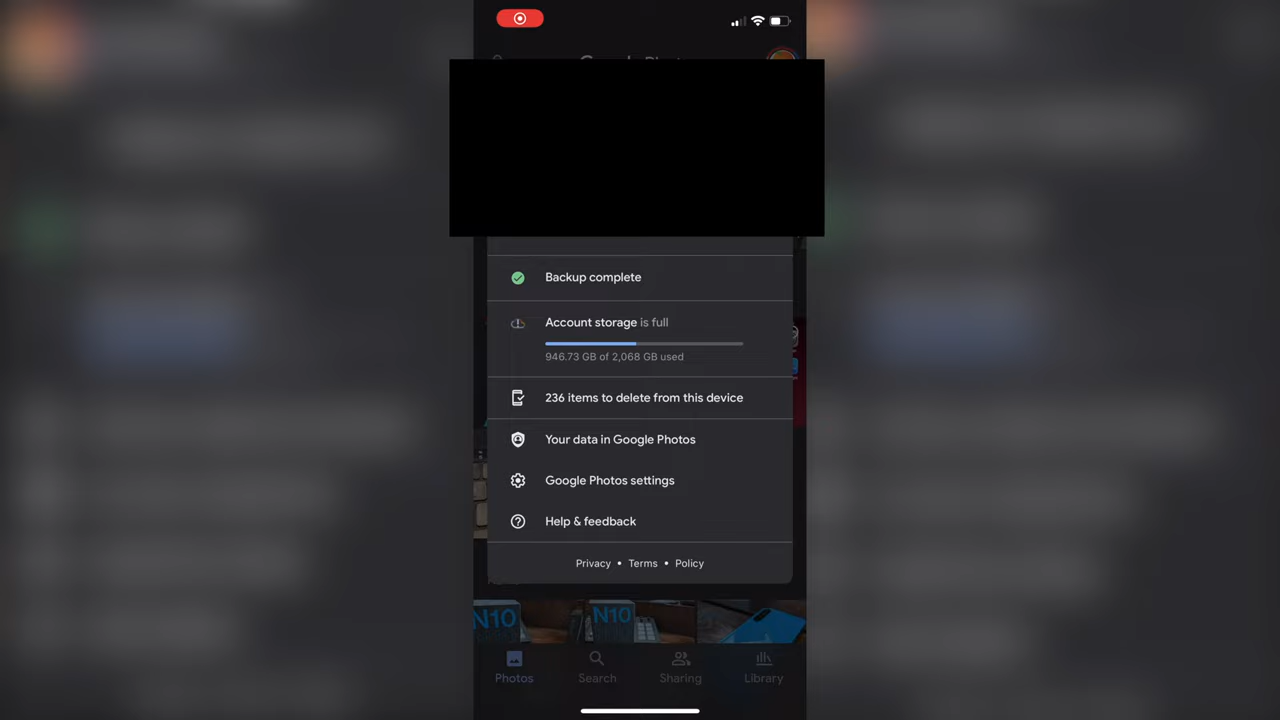 Backup complete
Account storage is full
946.73 GB of 2,068 GB used
236 items to delete from this device
Your data in Google Photos
Google Photos settings
Help & feedback
Privacy • Terms • Policy
N10
N10
Photos
Search
Sharing
Library